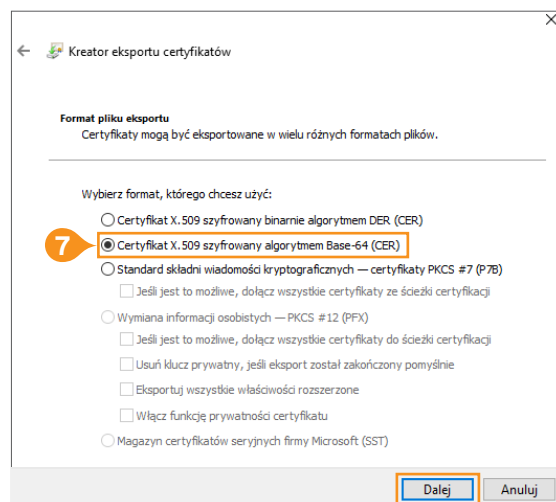 Kreator eksportu certyfikatów
Format pliku eksportu
Certyfikaty mogą być eksportowane w wielu różnych formatach plików.
Wybierz format, którego chcesz użyć:
Certyfikat X.509 szyfrowany binarnie algorytmem DER (CER)
7 Certyfikat X.509 szyfrowany algorytmem Base-64 (CER)
Standard składni wiadomości kryptograficznych — certyfikaty PKCS #7 (P7B)
Jeśli jest to możliwe, dołącz wszystkie certyfikaty ze ścieżki certyfikacji
Wymiana informacji osobistych — PKCS #12 (PFX)
Jeśli jest to możliwe, dołącz wszystkie certyfikaty do ścieżki certyfikacji
Usuń klucz prywatny, jeśli eksport został zakończony pomyślnie
Eksportuj wszystkie właściwości rozszerzone
Włącz funkcję prywatności certyfikatu
Magazyn certyfikatów seryjnych firmy Microsoft (SST)
Dalej Anuluj